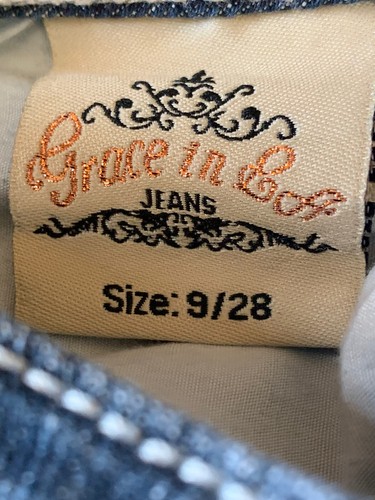 Grace in LA
JEANS
Size: 9/28